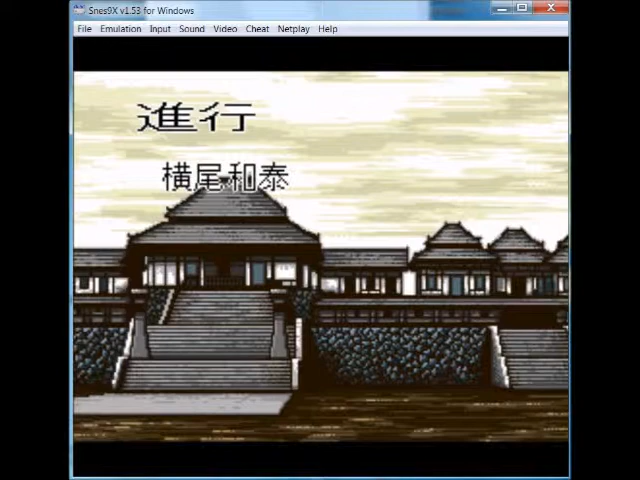 Snes9X v1.53 for Windows
File Emulation Input Sound Video Cheat Netplay Help
進行
横尾和泰